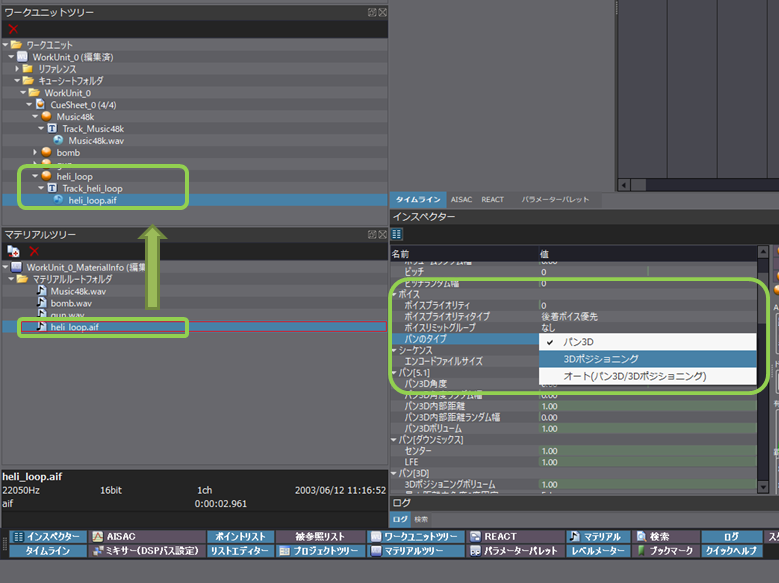 ワークユニットツリー
ワークユニット
WorkUnit_0 (編集済)
リファレンス
キューシートフォルダ
WorkUnit_0
CueSheet_0 (4/4)
Music48k
Track_Music48k
Music48k.wav
bomb
heli_loop
Track_heli_loop
heli_loop.aif
マテリアルツリー
WorkUnit_0_MaterialInfo (編集
マテリアルルートフォルダ
Music48k.wav
bomb.wav
gun.wav
heli_loop.aif
heli_loop.aif
22050Hz 16bit 1ch 2003/06/12 11:16:52
aif 0:00:02.961
タイムライン AISAC REACT パラメーターパレット
インスペクター
名前 値
ボリュームランダム幅 0.00
ピッチ 0
ピッチランダム幅 0
ボイス
ボイスプライオリティ 0
ボイスプライオリティタイプ 後着ボイス優先
ボイスリミットグループ なし
パンのタイプ ✓ パン3D
シーケンス 3Dポジショニング
エンコードファイルサイズ
パン[5.1] オート(パン3D/3Dポジショニング)
パン3D角度 0.00
パン3D角度ランダム幅 0.00
パン3D内部距離 1.00
パン3D内部距離ランダム幅 0.00
パン3Dボリューム 1.00
パン[ダウンミックス]
センター 1.00
LFE 1.00
パン[3D]
3Dポジショニングボリューム 1.00
ログ
ログ 検索
インスペクター AISAC ポイントリスト 被参照リスト ワークユニットツリー REACT マテリアル 検索 ログ
タイムライン ミキサー(DSPバス設定) リストエディター プロジェクトツリー マテリアルツリー パラメーターパレット レベルメーター ブックマーク クイックヘルプ